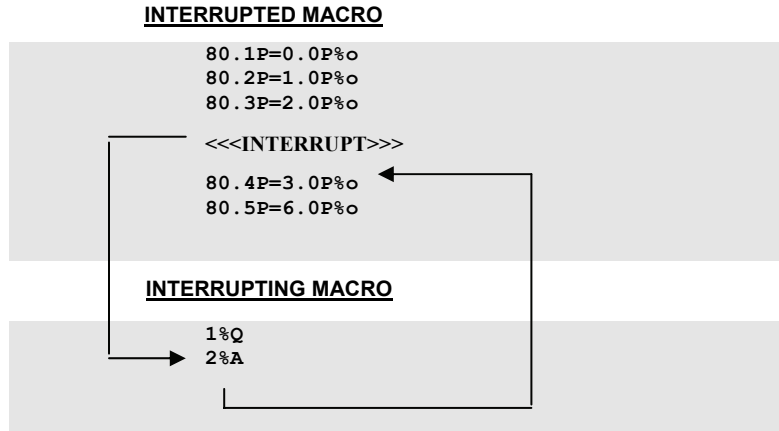 INTERRUPTED MACRO
80.1P=0.0P%o
80.2P=1.0P%o
80.3P=2.0P%o
<<<INTERRUPT>>>
80.4P=3.0P%o
80.5P=6.0P%o
INTERRUPTING MACRO
1%Q
2%A